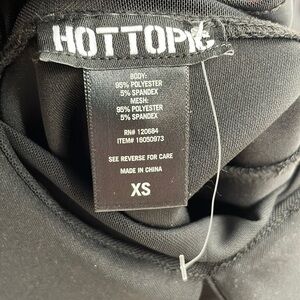 HOTTOPIC
BODY:
95% POLYESTER
5% SPANDEX
MESH:
95% POLYESTER
5% SPANDEX
RN# 120684
ITEM# 16050973
SEE REVERSE FOR CARE
MADE IN CHINA
XS